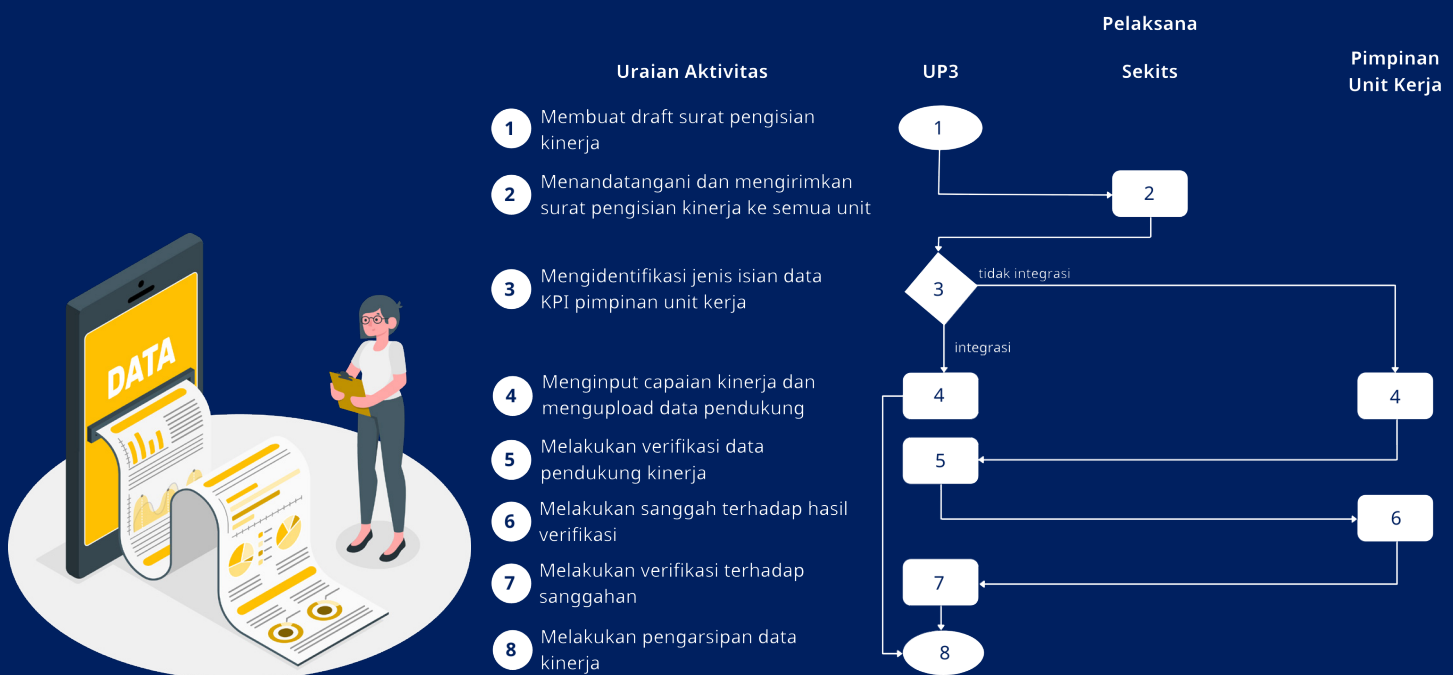 Pelaksana
Uraian Aktivitas
UP3
Sekits
Pimpinan
Unit Kerja
1
Membuat draft surat pengisian
kinerja
1
2
Menandatangani dan mengirimkan
surat pengisian kinerja ke semua unit
2
3
Mengidentifikasi jenis isian data
KPI pimpinan unit kerja
3
tidak integrasi
integrasi
4
Menginput capaian kinerja dan
mengupload data pendukung
4
4
5
Melakukan verifikasi data
pendukung kinerja
5
6
Melakukan sanggah terhadap hasil
verifikasi
6
7
Melakukan verifikasi terhadap
sanggahan
7
8
Melakukan pengarsipan data
kinerja
8
DATA